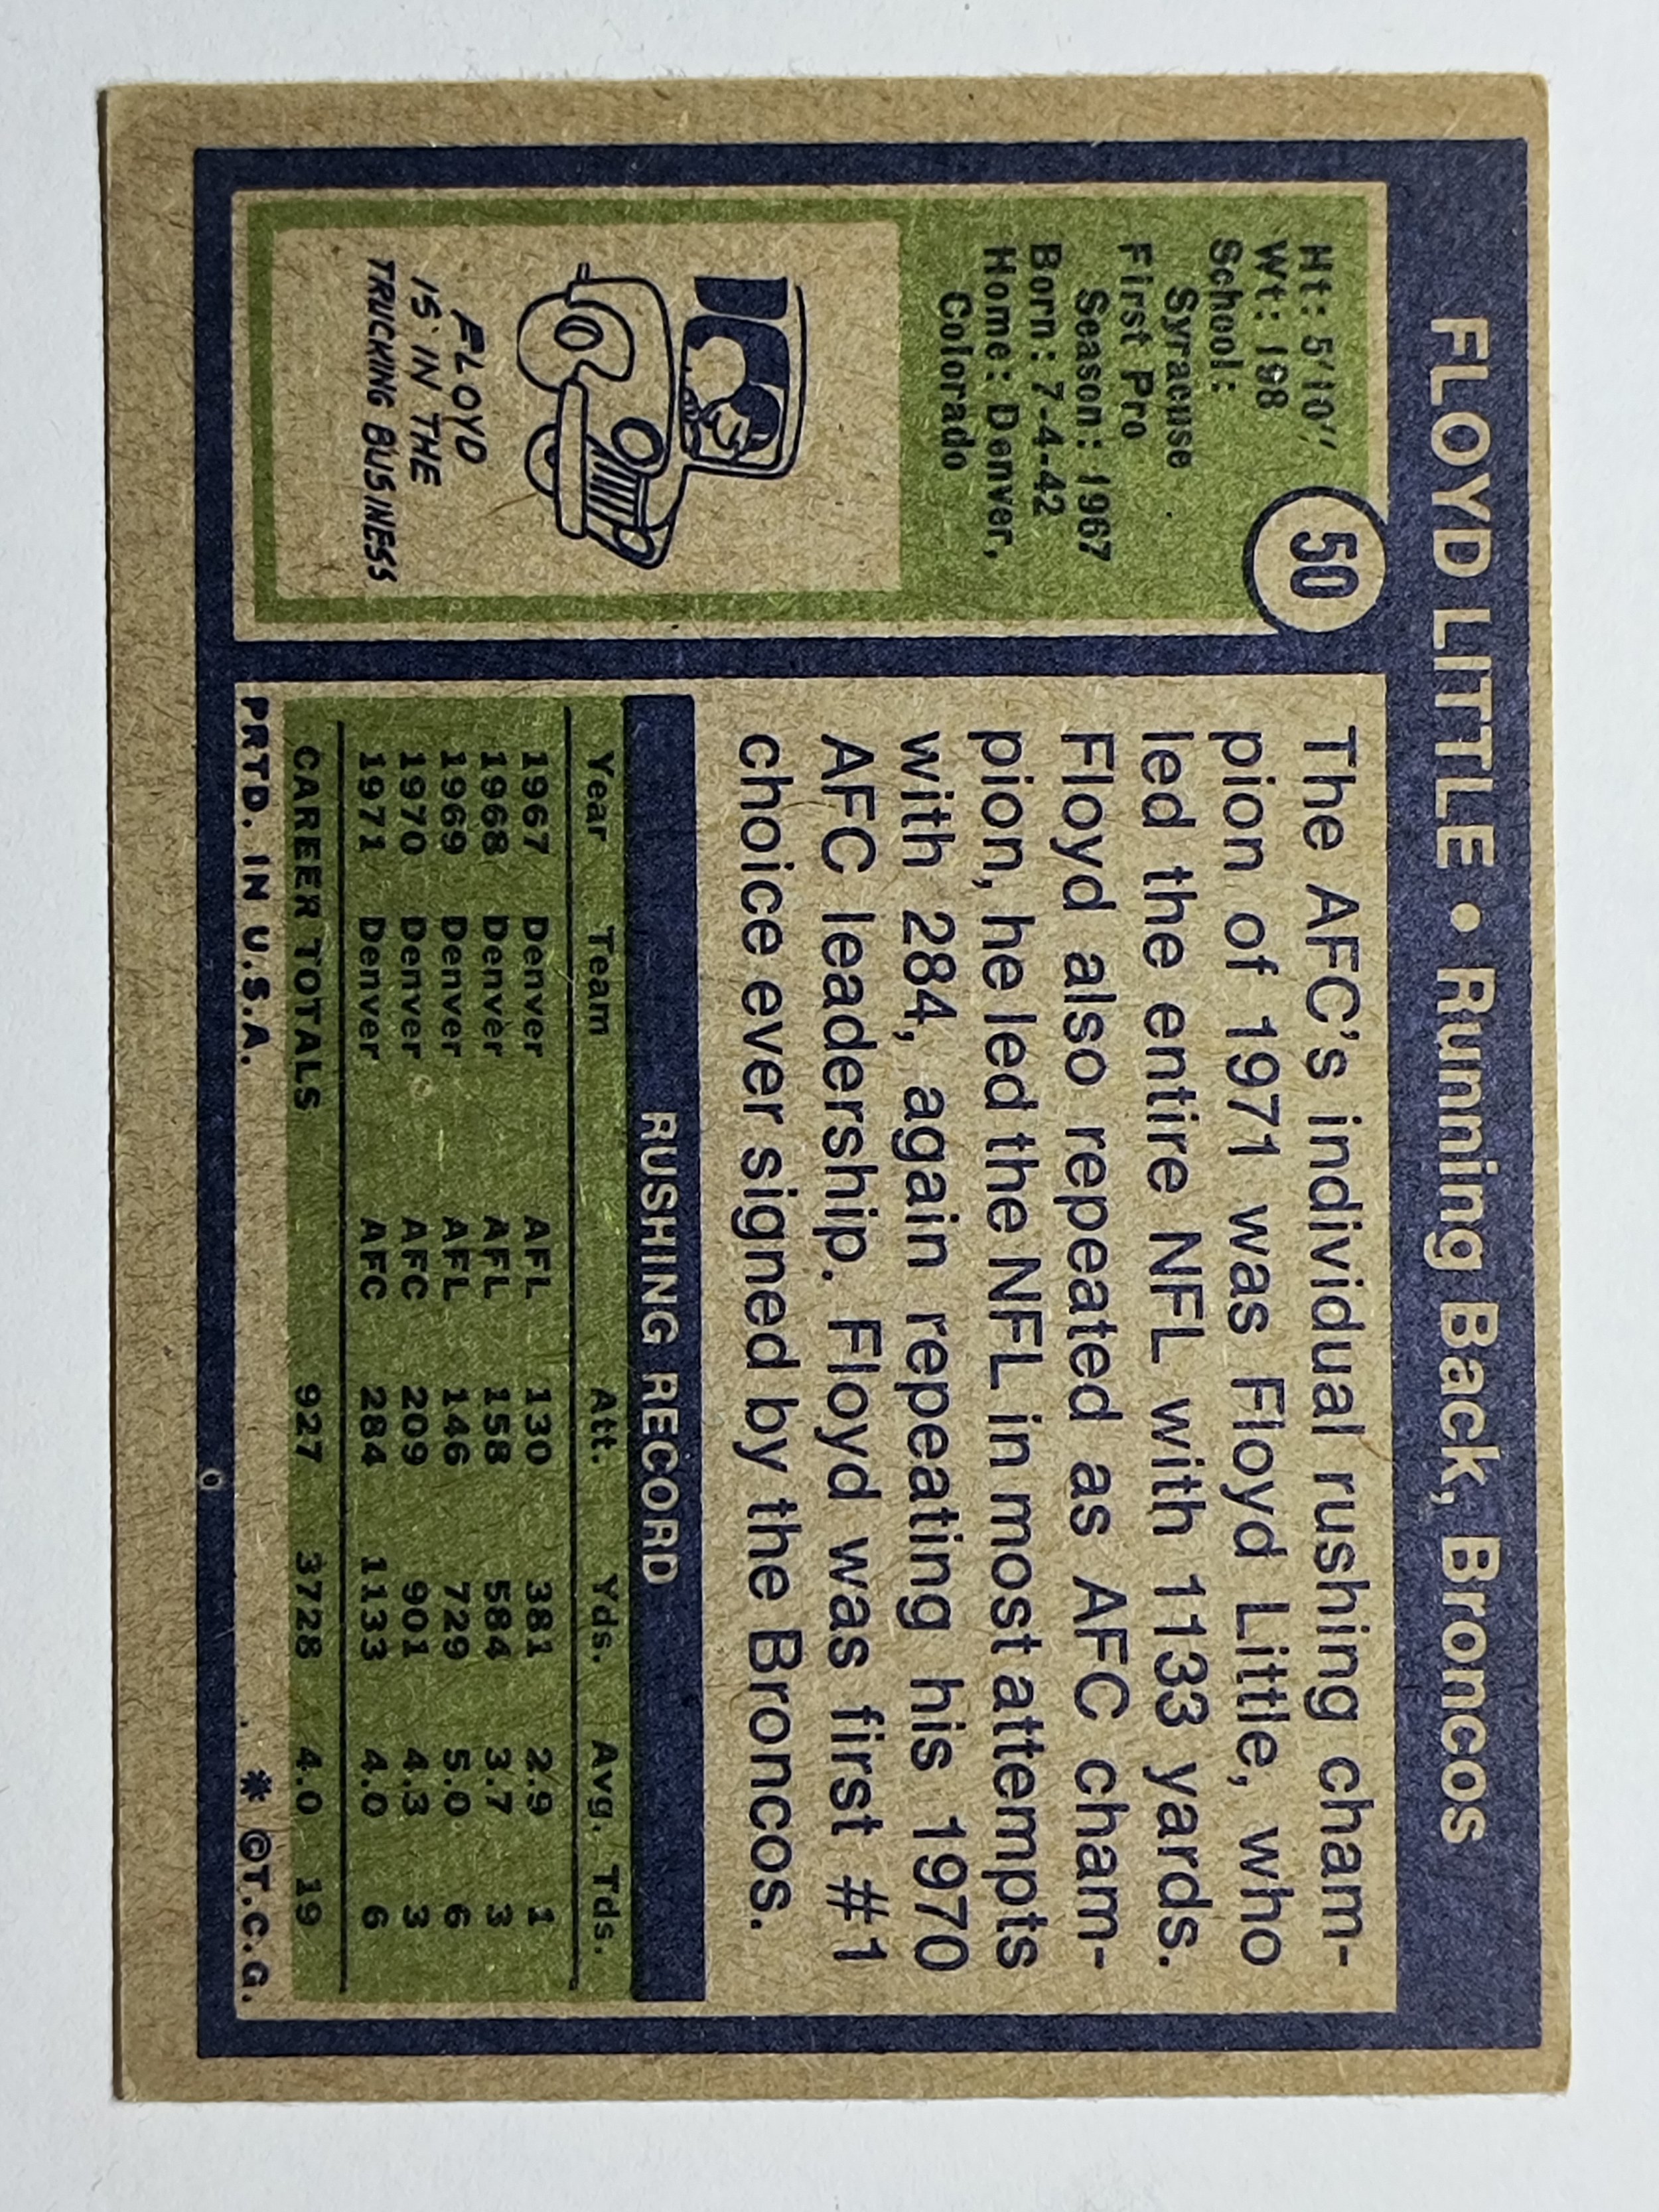 FLOYD LITTLE • Running Back, Broncos
50
Ht: 5'10"
Wt: 198
School:
Syracuse
First Pro
Season: 1967
Born: 7-4-42
Home: Denver,
Colorado
FLOYD
IS IN THE
TRUCKING BUSINESS
The AFC's individual rushing cham-
pion of 1971 was Floyd Little, who
led the entire NFL with 1133 yards.
Floyd also repeated as AFC cham-
pion, he led the NFL in most attempts
with 284, again repeating his 1970
AFC leadership. Floyd was first #1
choice ever signed by the Broncos.
RUSHING RECORD
Year Team Att. Yds. Avg. Tds.
1967 Denver AFL 130 381 2.9 1
1968 Denver AFL 158 584 3.7 3
1969 Denver AFL 146 729 5.0 6
1970 Denver AFC 209 901 4.3 3
1971 Denver AFC 284 1133 4.0 6
CAREER TOTALS 927 3728 4.0 19
PRTD. IN U.S.A. * ©T.C.G.